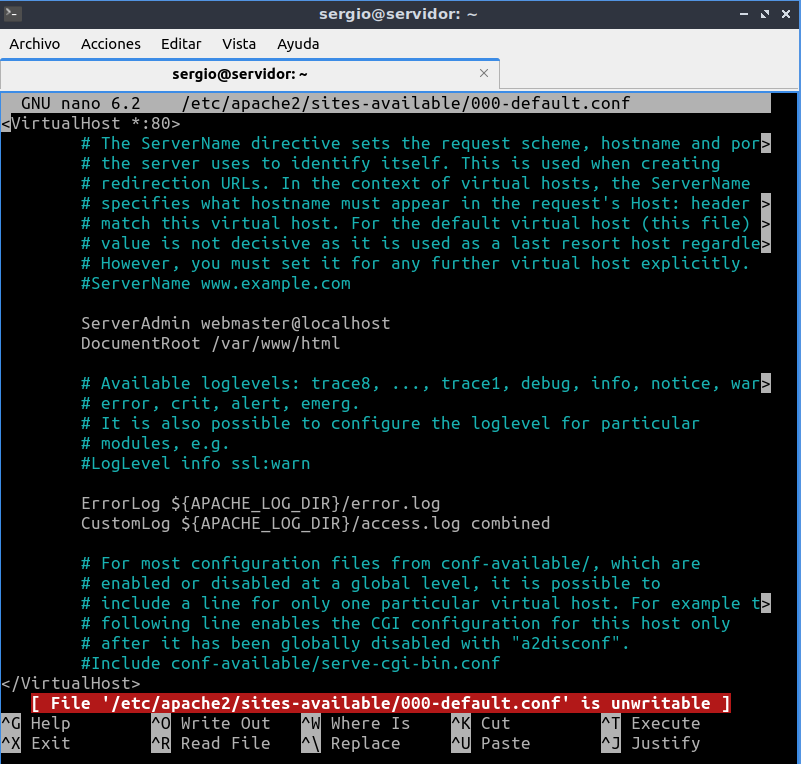 sergio@servidor: ~
Archivo Acciones Editar Vista Ayuda
sergio@servidor: ~
GNU nano 6.2 /etc/apache2/sites-available/000-default.conf
<VirtualHost *:80>
# The ServerName directive sets the request scheme, hostname and por>
# the server uses to identify itself. This is used when creating
# redirection URLs. In the context of virtual hosts, the ServerName
# specifies what hostname must appear in the request's Host: header >
# match this virtual host. For the default virtual host (this file) >
# value is not decisive as it is used as a last resort host regardle>
# However, you must set it for any further virtual host explicitly.
#ServerName www.example.com
ServerAdmin webmaster@localhost
DocumentRoot /var/www/html
# Available loglevels: trace8, ..., trace1, debug, info, notice, war>
# error, crit, alert, emerg.
# It is also possible to configure the loglevel for particular
# modules, e.g.
#LogLevel info ssl:warn
ErrorLog ${APACHE_LOG_DIR}/error.log
CustomLog ${APACHE_LOG_DIR}/access.log combined
# For most configuration files from conf-available/, which are
# enabled or disabled at a global level, it is possible to
# include a line for only one particular virtual host. For example t>
# following line enables the CGI configuration for this host only
# after it has been globally disabled with "a2disconf".
#Include conf-available/serve-cgi-bin.conf
</VirtualHost>
[ File '/etc/apache2/sites-available/000-default.conf' is unwritable ]
^G Help ^O Write Out ^W Where Is ^K Cut ^T Execute
^X Exit ^R Read File ^\ Replace ^U Paste ^J Justify